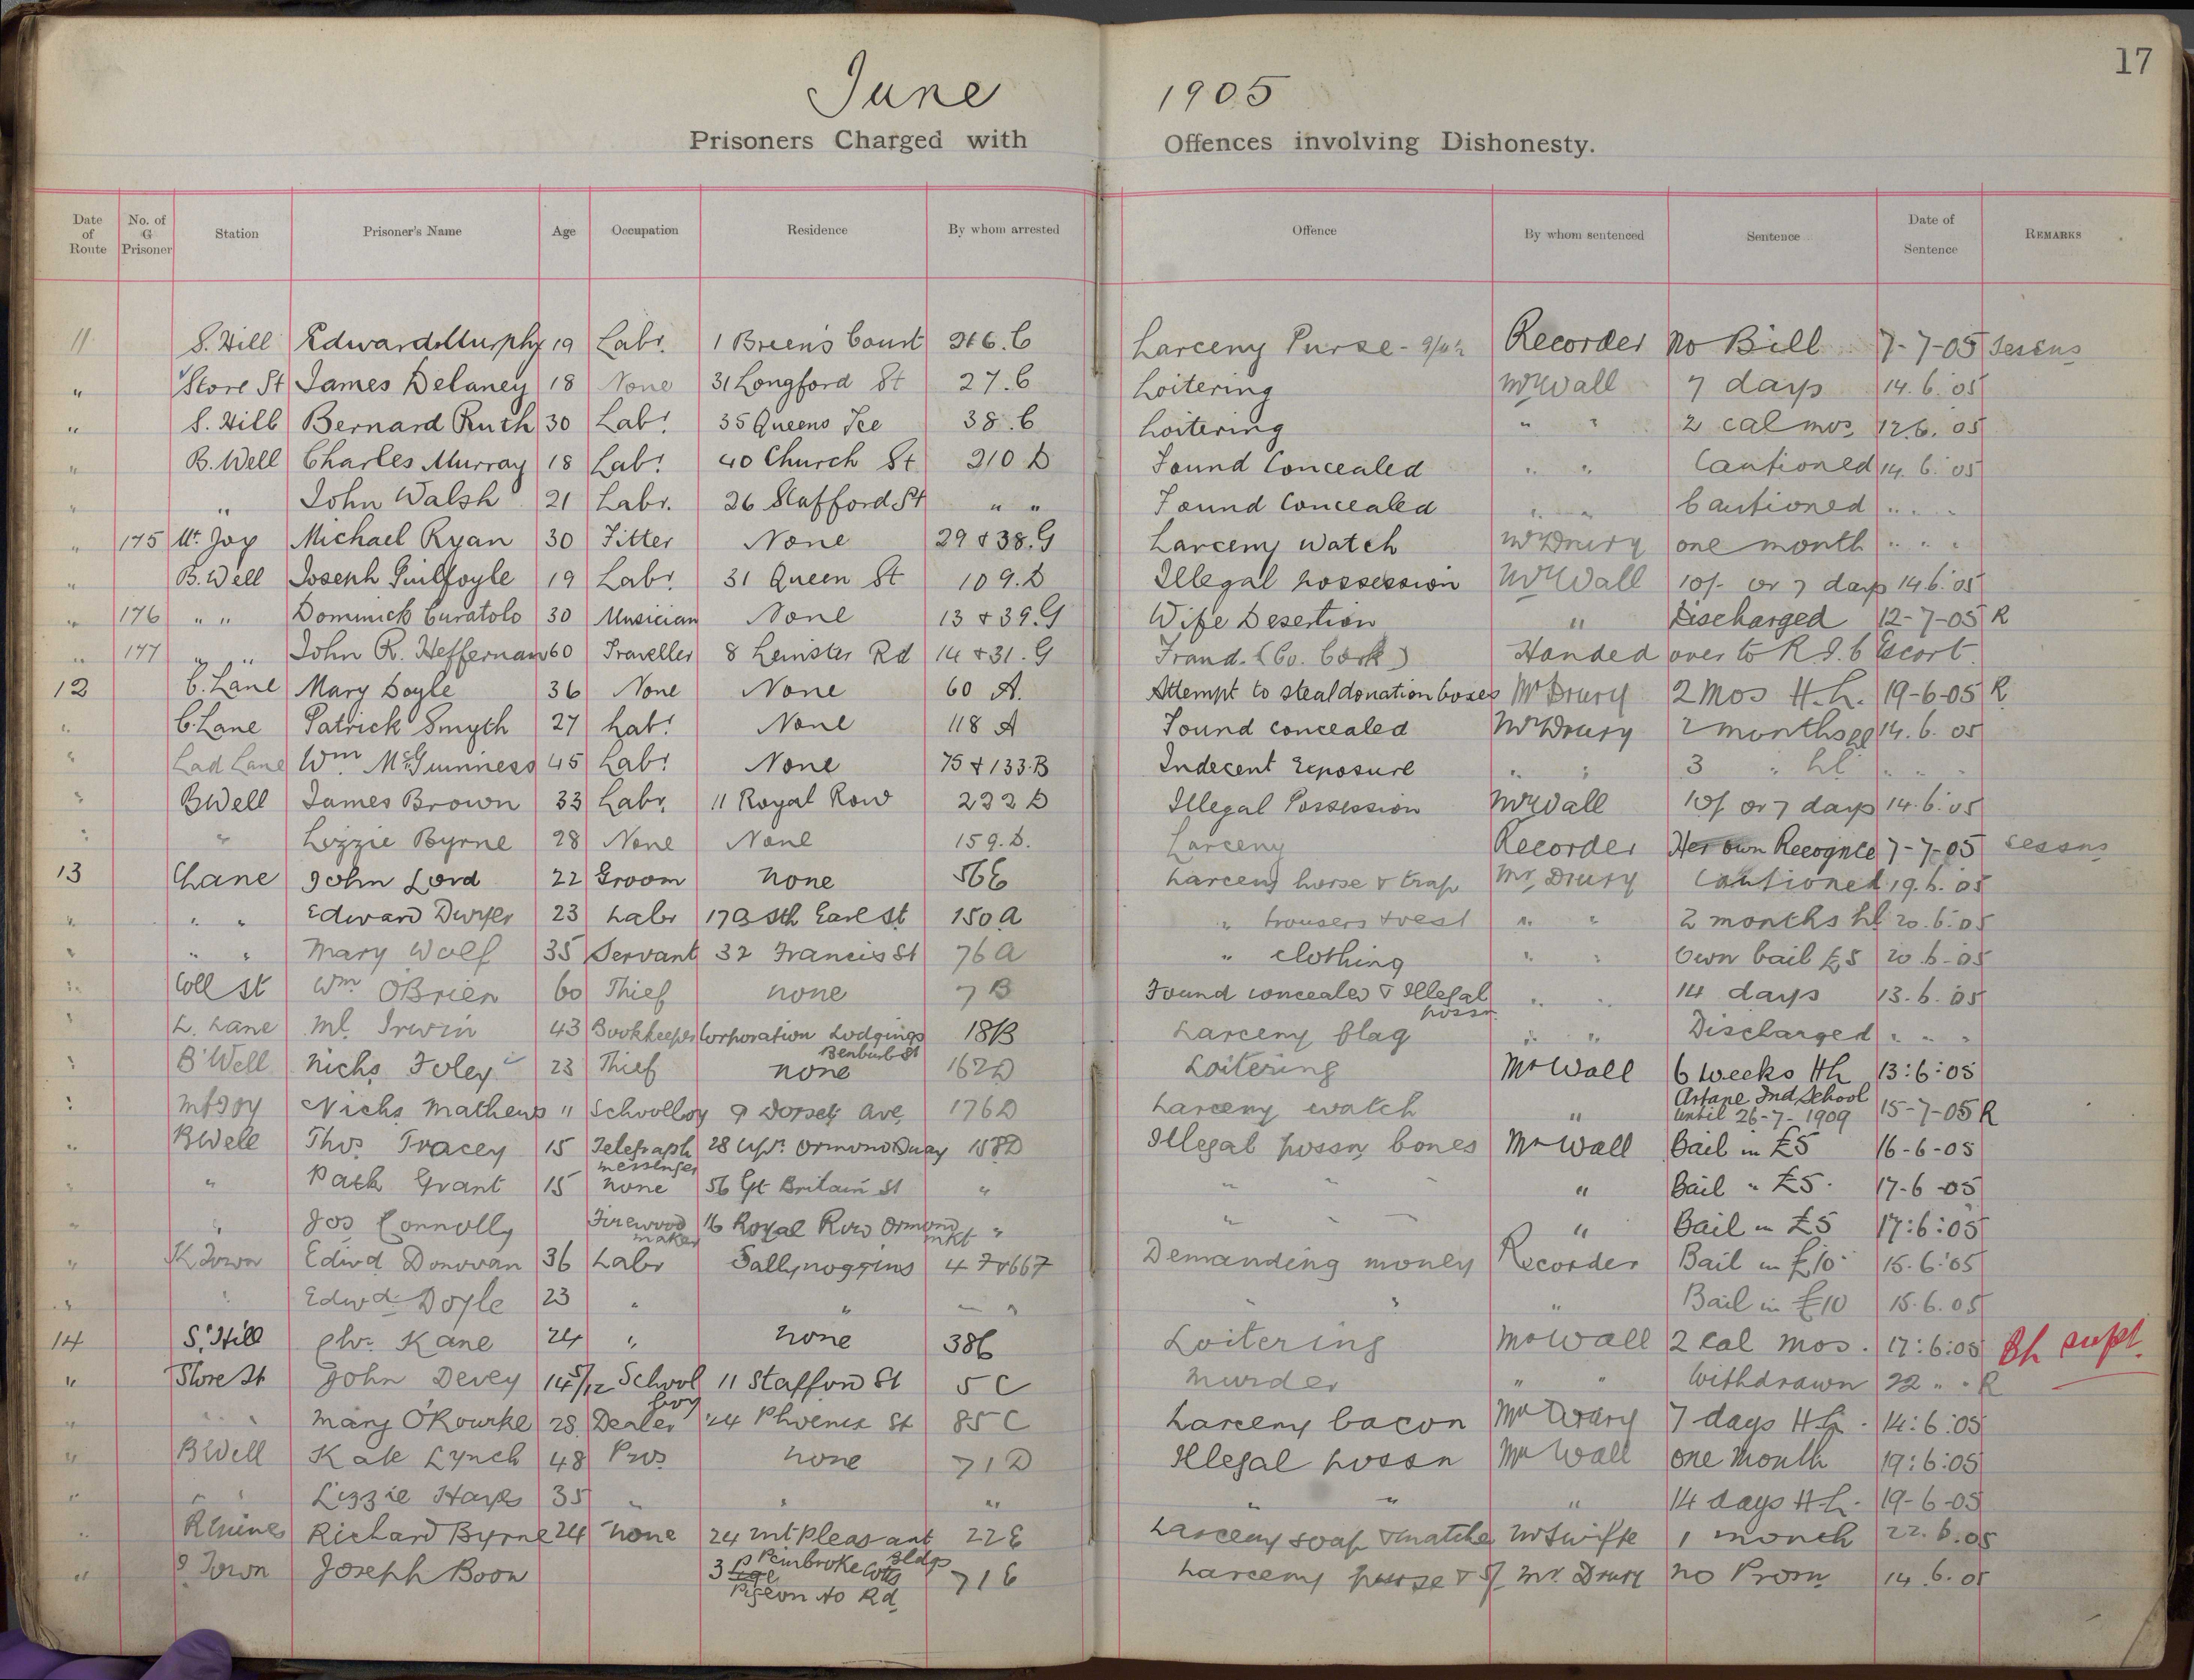 17
June 1905
Prisoners Charged with Offences involving Dishonesty.
Date of Route No. of G Prisoner Station Prisoner's Name Age Occupation Residence By whom arrested Offence By whom sentenced Sentence Date of Sentence REMARKS
11 S. Hill Edward Murphy 19 Labr. 1 Breen's Court 216. C Larceny Purse - Recorder No Bill 7-7-05 Sessns
" Store St James Delaney 18 None 31 Longford St 27. C Loitering Mr Wall 7 days 14.6.05
" S. Hill Bernard Ruth 30 Labr 35 Queens Tce 38. C Loitering " " 2 cal mos. 12.6.05
" B. Well Charles Murray 18 Labr 40 Church St 210 D Found Concealed " " Cautioned 14.6.05
" " John Walsh 21 Labr. 26 Stafford St " " Found Concealed " " Cautioned " " "
" 175 Mt. Joy Michael Ryan 30 Fitter None 29 & 38. G Larceny Watch Mr Drury one month " " "
" B. Well Joseph Guilfoyle 19 Labr. 31 Queen St 109. D Illegal possession Mr Wall 10/- or 7 days 14.6.05
" 176 " " Dominick Curatolo 30 Musician None 13 & 39. G Wife Desertion " Discharged 12-7-05 R
" 177 " " John R. Heffernan 60 Traveller 8 Leinster Rd 14 & 31. G Fraud. (Co. Cork) Handed over to R.I.C Escort.
12 C. Lane Mary Doyle 36 None None 60 A. Attempt to steal donation boxes Mr Drury 2 Mos H.L. 19-6-05 R
" C. Lane Patrick Smyth 27 Labr None 118 A Found concealed Mr Drury 2 months hl 14.6.05
" Lad Lane Wm. McGuinness 45 Labr None 75 & 133. B Indecent Exposure " " 3 " hl " " "
" B Well James Brown 33 Labr. 11 Royal Row 232 D Illegal Possession Mr Wall 10/ or 7 days 14.6.05
" " Lizzie Byrne 28 None None 159. D. Larceny Recorder Her own Recognce 7-7-05 Sessns
13 C Lane John Lord 22 Groom none 56 E Larceny horse & trap Mr. Drury Cautioned 19.6.05
" " " Edward Dwyer 23 Labr 17B Sth Earl St 150 A " trousers & vest " " 2 months hl 20.6.05
" " " Mary Wolf 35 Servant 32 Francis St 76 A " clothing " " Own bail £5 20.6.05
" Coll St Wm O'Brien 60 Thief none 7 B Found concealed & Illegal possn " " 14 days 13.6.05
" L. Lane Ml. Irwin 43 Bookkeeper Corporation Lodgings Benburb St 18 B Larceny flag " " Discharged " " "
" B Well Nichs Foley 23 Thief none 162 D Loitering Mr Wall 6 weeks HL 13:6:05
" Mt Joy Nichs Mathews 11 Schoolboy 9 Dorset Ave, 176 D Larceny watch " Artane Ind. School until 26-7-1909 15-7-05 R
" B Well Thos. Tracey 15 Telegraph messenger 28 Upr. Ormond Quay 188 D Illegal possn bones Mr Wall Bail in £5 16-6-05
" " Patk Grant 15 none 56 Gt Britain St " " " " " Bail " £5. 17-6-05
" " Jos Connolly Firewood maker 16 Royal Row Ormond mkt " " " " " Bail in £5 17:6:05
" K Town Edwd Donovan 36 Labr Sallynoggins Demanding money Recorder Bail in £10 15.6.05
" " Edwd. Doyle 23 " " " " " " " Bail in £10 15.6.05
14 S. Hill Chr. Kane 24 " none 38 C Loitering Mr Wall 2 cal mos. 17:6:05 supt.
" Store St John Devey 14 5/12 School boy 11 Stafford St 5 C Murder " " Withdrawn 22 " " R
" " " Mary O'Rourke 28 Dealer 24 Phoenix St 85 C Larceny bacon Mr Drury 7 days HL. 14:6:05
" B Well Kate Lynch 48 Pros none 71 D Illegal possn Mr Wall one Month 19:6:05
" " " Lizzie Hayes 35 " " " " " " 14 days H.L. 19-6-05
" R Mines Richard Byrne 24 none 24 Mt Pleasant Bldgs 22 E Larceny soap & matches Mr Swifte 1 month 22.6.05
" I Town Joseph Boon 3 Pembroke Cotts Pigeon Ho Rd. 71 E Larceny purse & Mr. Drury No Prosn 14.6.05